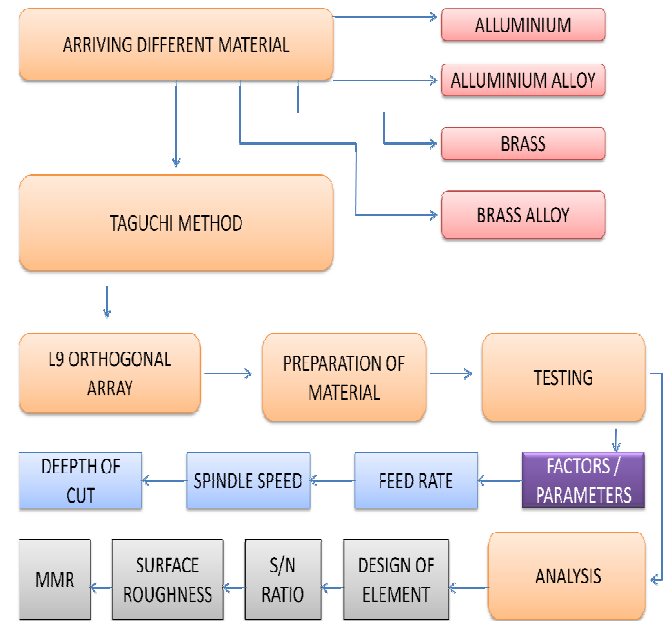 ARRIVING DIFFERENT MATERIAL
ALLUMINIUM
ALLUMINIUM ALLOY
BRASS
BRASS ALLOY
TAGUCHI METHOD
L9 ORTHOGONAL
ARRAY
PREPARATION OF
MATERIAL
TESTING
FACTORS /
PARAMETERS
FEED RATE
SPINDLE SPEED
DEEPTH OF
CUT
ANALYSIS
DESIGN OF
ELEMENT
S/N
RATIO
SURFACE
ROUGHNESS
MMR